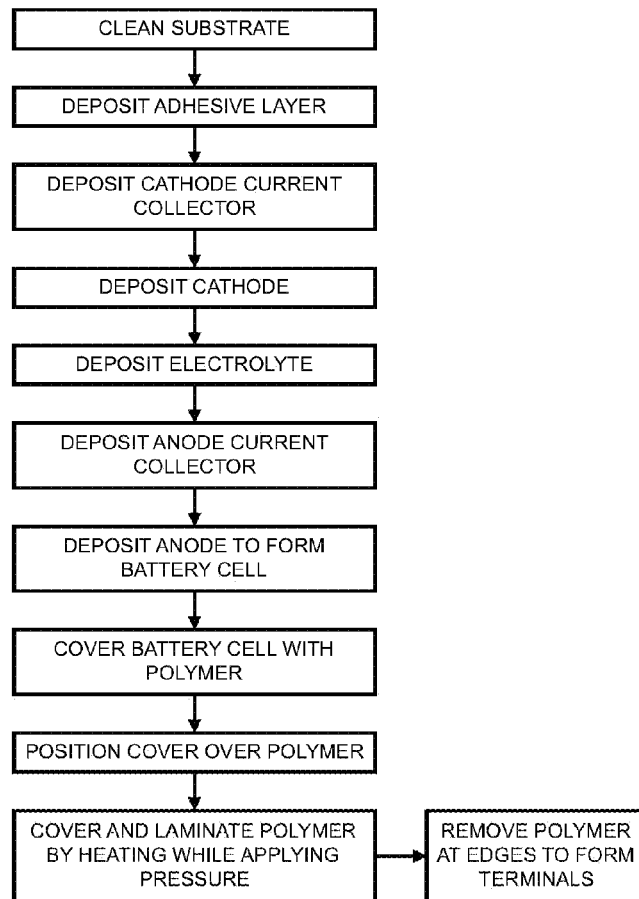 CLEAN SUBSTRATE
DEPOSIT ADHESIVE LAYER
DEPOSIT CATHODE CURRENT
COLLECTOR
DEPOSIT CATHODE
DEPOSIT ELECTROLYTE
DEPOSIT ANODE CURRENT
COLLECTOR
DEPOSIT ANODE TO FORM
BATTERY CELL
COVER BATTERY CELL WITH
POLYMER
POSITION COVER OVER POLYMER
COVER AND LAMINATE POLYMER
BY HEATING WHILE APPLYING
PRESSURE
REMOVE POLYMER
AT EDGES TO FORM
TERMINALS